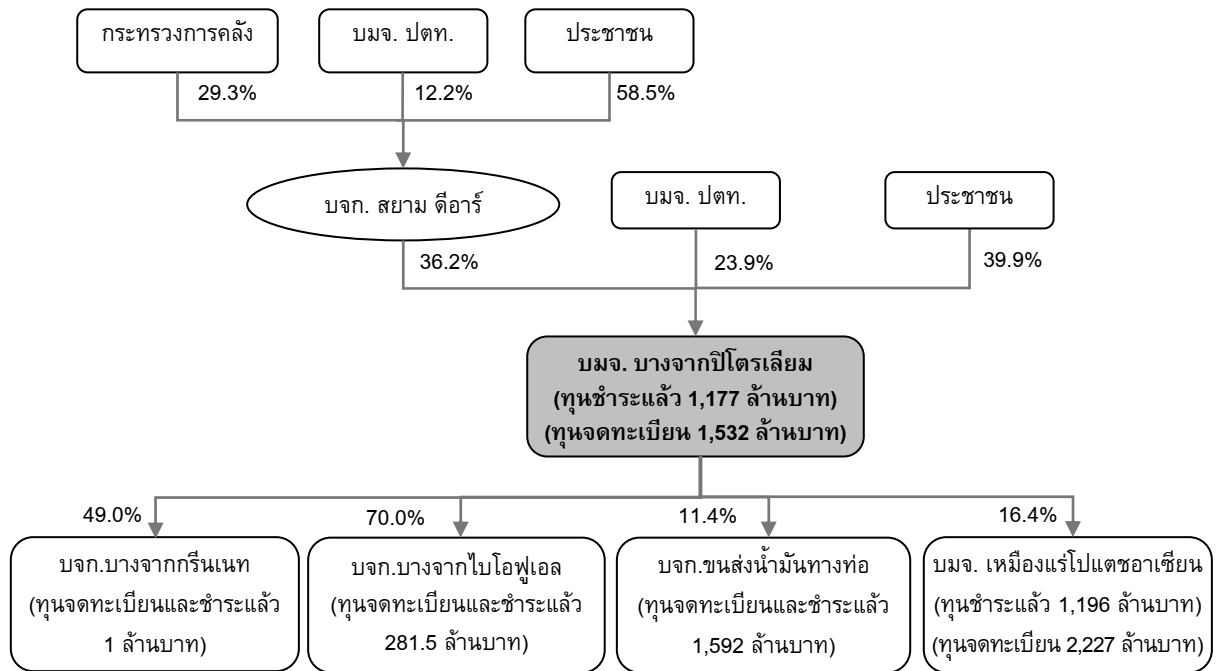 กระทรวงการคลัง
บมจ. ปตท.
ประชาชน
29.3%
12.2%
58.5%
บจก. สยาม ดีอาร์
บมจ. ปตท.
ประชาชน
36.2%
23.9%
39.9%
บมจ. บางจากปิโตรเลียม
(ทุนชำระแล้ว 1,177 ล้านบาท)
(ทุนจดทะเบียน 1,532 ล้านบาท)
49.0%
70.0%
11.4%
16.4%
บจก.บางจากกรีนเนท
(ทุนจดทะเบียนและชำระแล้ว
1 ล้านบาท)
บจก.บางจากไบโอฟูเอล
(ทุนจดทะเบียนและชำระแล้ว
281.5 ล้านบาท)
บจก.ขนส่งน้ำมันทางท่อ
(ทุนจดทะเบียนและชำระแล้ว
1,592 ล้านบาท)
บมจ. เหมืองแร่โปแตชอาเซียน
(ทุนชำระแล้ว 1,196 ล้านบาท)
(ทุนจดทะเบียน 2,227 ล้านบาท)